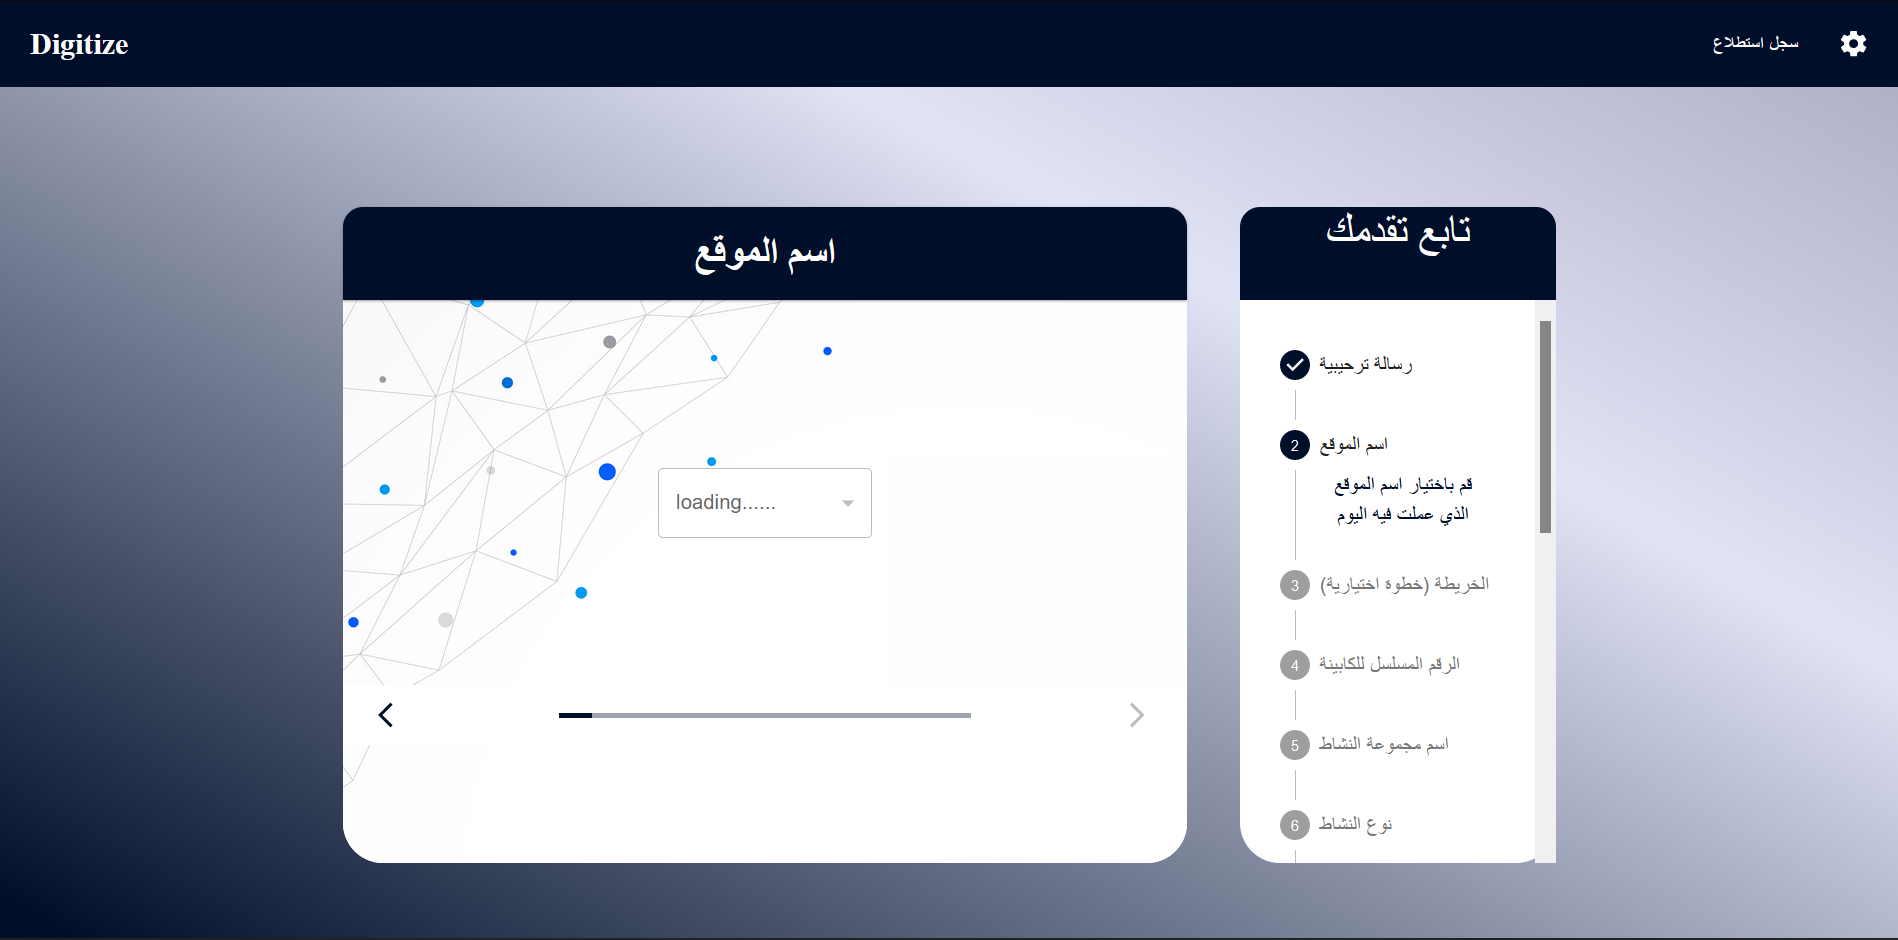 Digitize
سجل استطلاع
اسم الموقع
loading......
تابع تقدمك
رسالة ترحيبية
2
اسم الموقع
قم باختيار اسم الموقع
الذي عملت فيه اليوم
3
الخريطة (خطوة اختيارية)
4
الرقم المسلسل للكابينة
5
اسم مجموعة النشاط
6
نوع النشاط